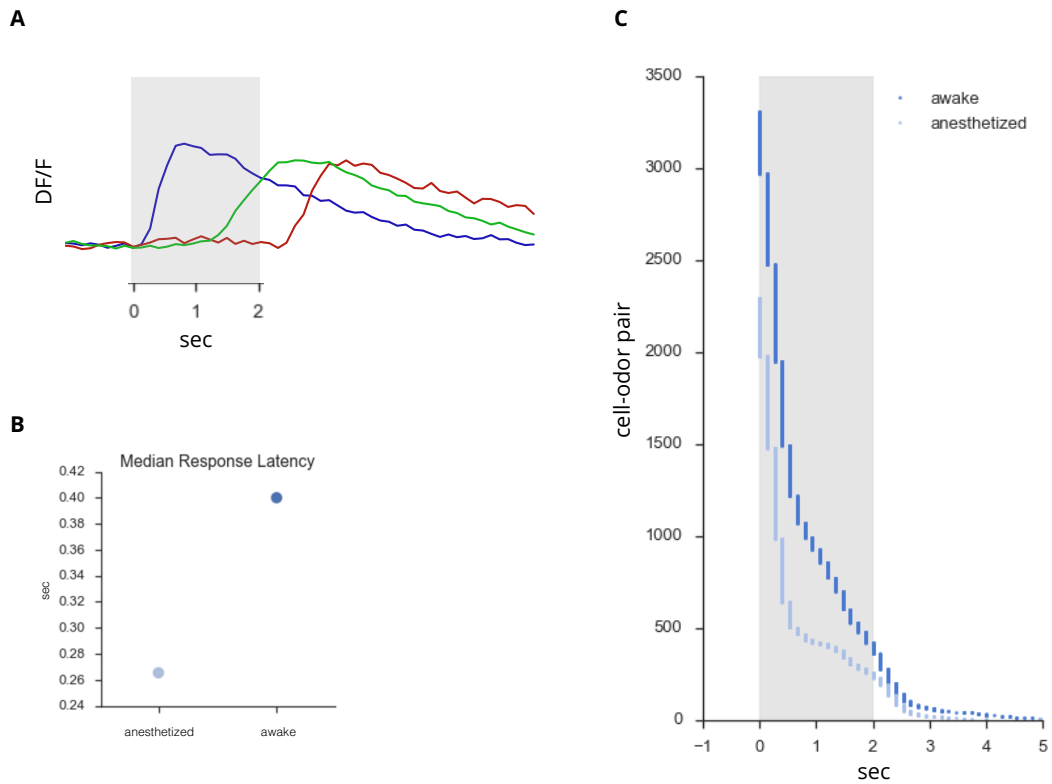 A
DF/F
0 1 2
sec
B
Median Response Latency
0.42
0.40
0.38
0.36
0.34
0.32
0.30
0.28
0.26
0.24
sec
anesthetized awake
C
3500
3000
2500
2000
1500
1000
500
0
cell-odor pair
awake
anesthetized
−1 0 1 2 3 4 5
sec